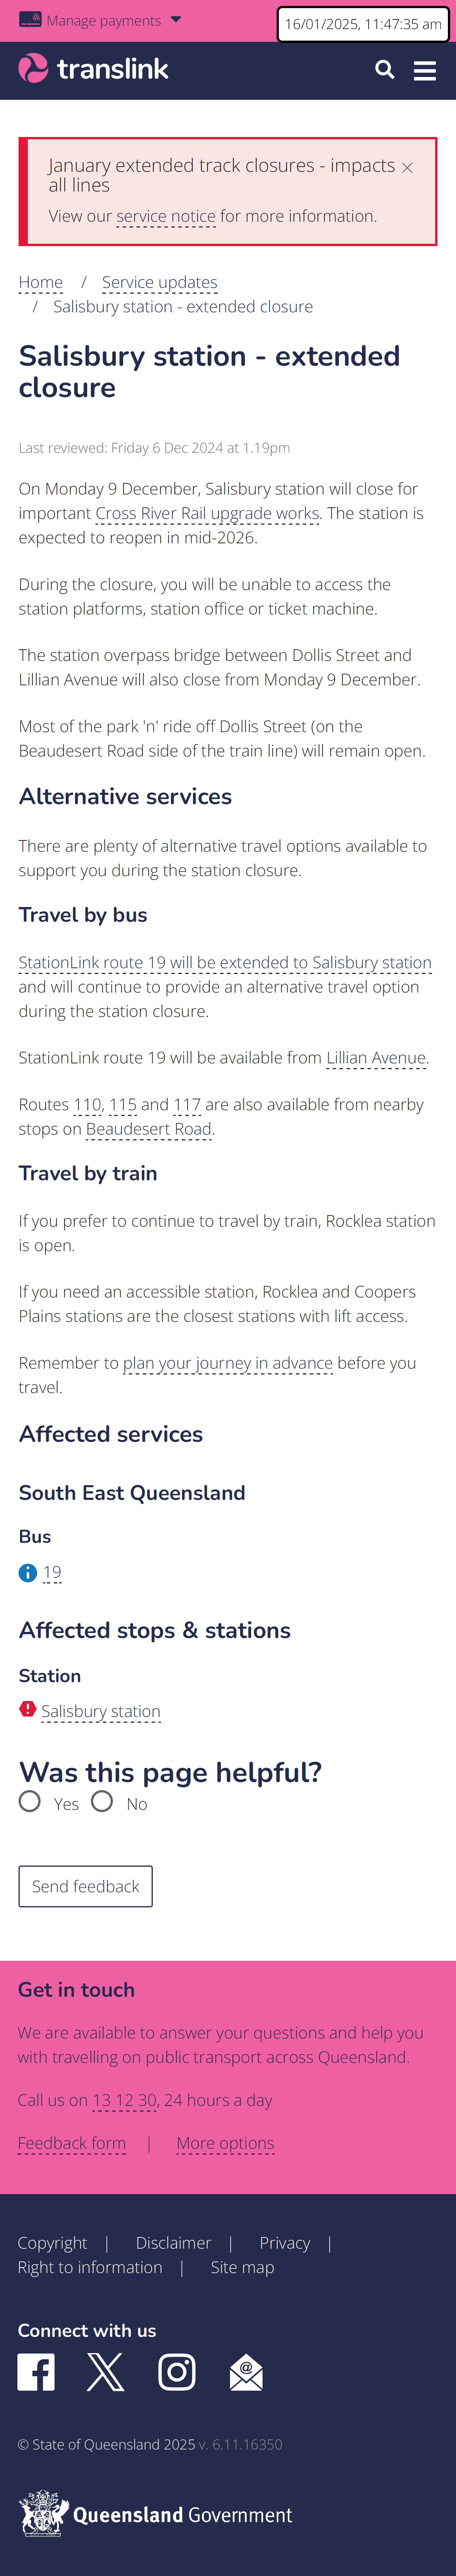 Manage payments
16/01/2025, 11:47:35 am
translink
January extended track closures - impacts
all lines
View our service notice for more information.
Home / Service updates
/ Salisbury station - extended closure
Salisbury station - extended
closure
Last reviewed: Friday 6 Dec 2024 at 1.19pm
On Monday 9 December, Salisbury station will close for
important Cross River Rail upgrade works. The station is
expected to reopen in mid-2026.
During the closure, you will be unable to access the
station platforms, station office or ticket machine.
The station overpass bridge between Dollis Street and
Lillian Avenue will also close from Monday 9 December.
Most of the park 'n' ride off Dollis Street (on the
Beaudesert Road side of the train line) will remain open.
Alternative services
There are plenty of alternative travel options available to
support you during the station closure.
Travel by bus
StationLink route 19 will be extended to Salisbury station
and will continue to provide an alternative travel option
during the station closure.
StationLink route 19 will be available from Lillian Avenue.
Routes 110, 115 and 117 are also available from nearby
stops on Beaudesert Road.
Travel by train
If you prefer to continue to travel by train, Rocklea station
is open.
If you need an accessible station, Rocklea and Coopers
Plains stations are the closest stations with lift access.
Remember to plan your journey in advance before you
travel.
Affected services
South East Queensland
Bus
19
Affected stops & stations
Station
Salisbury station
Was this page helpful?
Yes No
Send feedback
Get in touch
We are available to answer your questions and help you
with travelling on public transport across Queensland.
Call us on 13 12 30, 24 hours a day
Feedback form | More options
Copyright | Disclaimer | Privacy |
Right to information | Site map
Connect with us
© State of Queensland 2025 v. 6.11.16350
Queensland Government